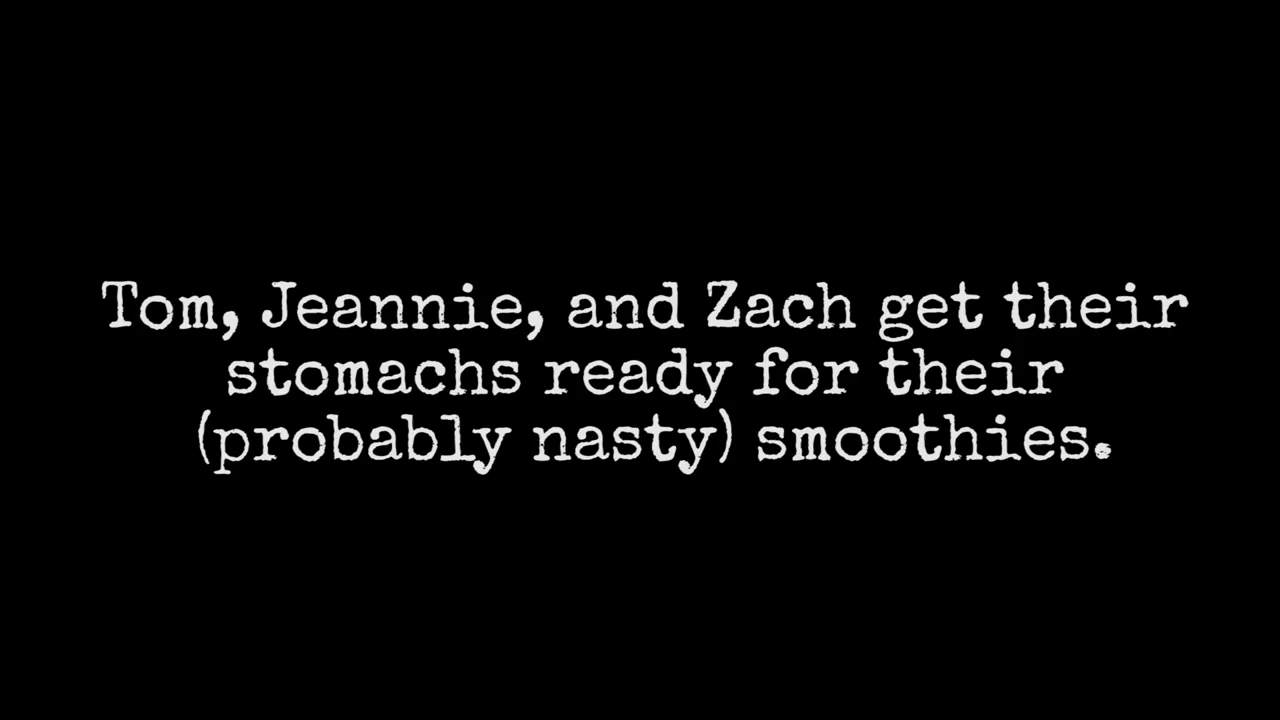 Tom, Jeannie, and Zach get their
stomachs ready for their
(probably nasty) smoothies.